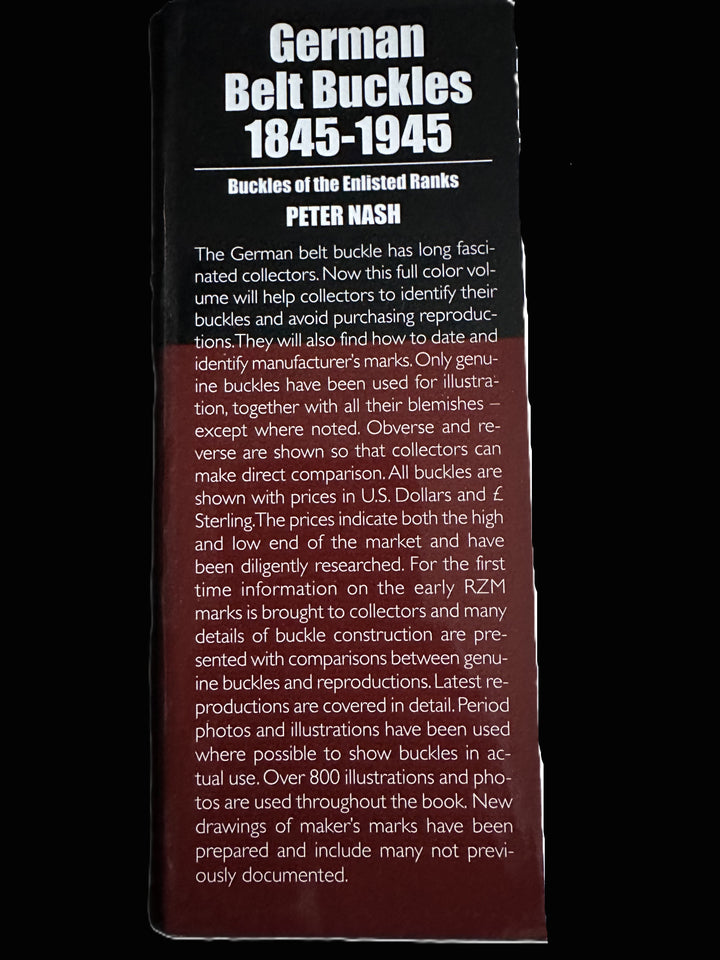 German
Belt Buckles
1845-1945
Buckles of the Enlisted Ranks
PETER NASH
The German belt buckle has long fasci-
nated collectors. Now this full color vol-
ume will help collectors to identify their
buckles and avoid purchasing reproduc-
tions.They will also find how to date and
identify manufacturer's marks. Only genu-
ine buckles have been used for illustra-
tion, together with all their blemishes –
except where noted. Obverse and re-
verse are shown so that collectors can
make direct comparison. All buckles are
shown with prices in U.S. Dollars and £
Sterling.The prices indicate both the high
and low end of the market and have
been diligently researched. For the first
time information on the early RZM
marks is brought to collectors and many
details of buckle construction are pre-
sented with comparisons between genu-
ine buckles and reproductions. Latest re-
productions are covered in detail. Period
photos and illustrations have been used
where possible to show buckles in ac-
tual use. Over 800 illustrations and pho-
tos are used throughout the book. New
drawings of maker's marks have been
prepared and include many not previ-
ously documented.